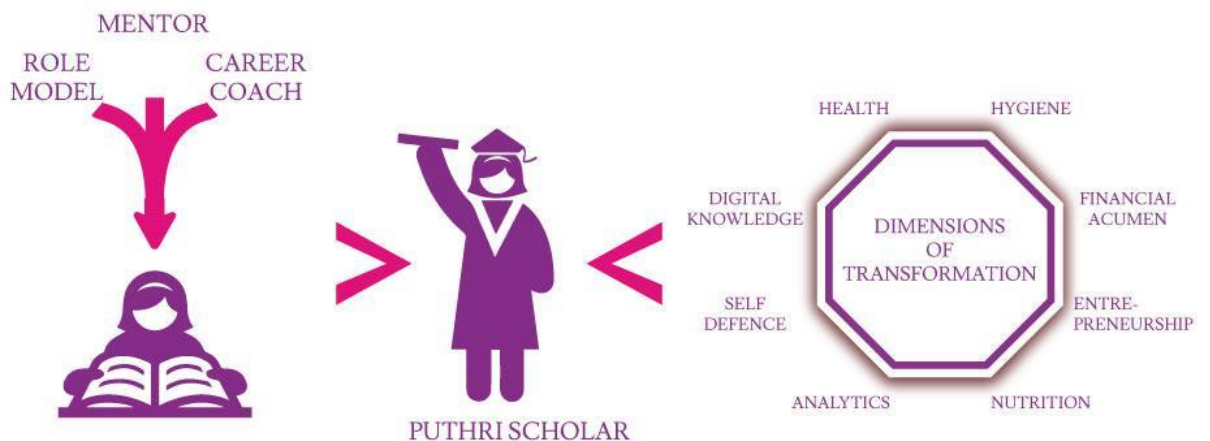 MENTOR
ROLE
MODEL
CAREER
COACH
PUTHRI SCHOLAR
HEALTH
HYGIENE
DIGITAL
KNOWLEDGE
FINANCIAL
ACUMEN
DIMENSIONS
OF
TRANSFORMATION
SELF
DEFENCE
ENTRE-
PRENEURSHIP
ANALYTICS
NUTRITION